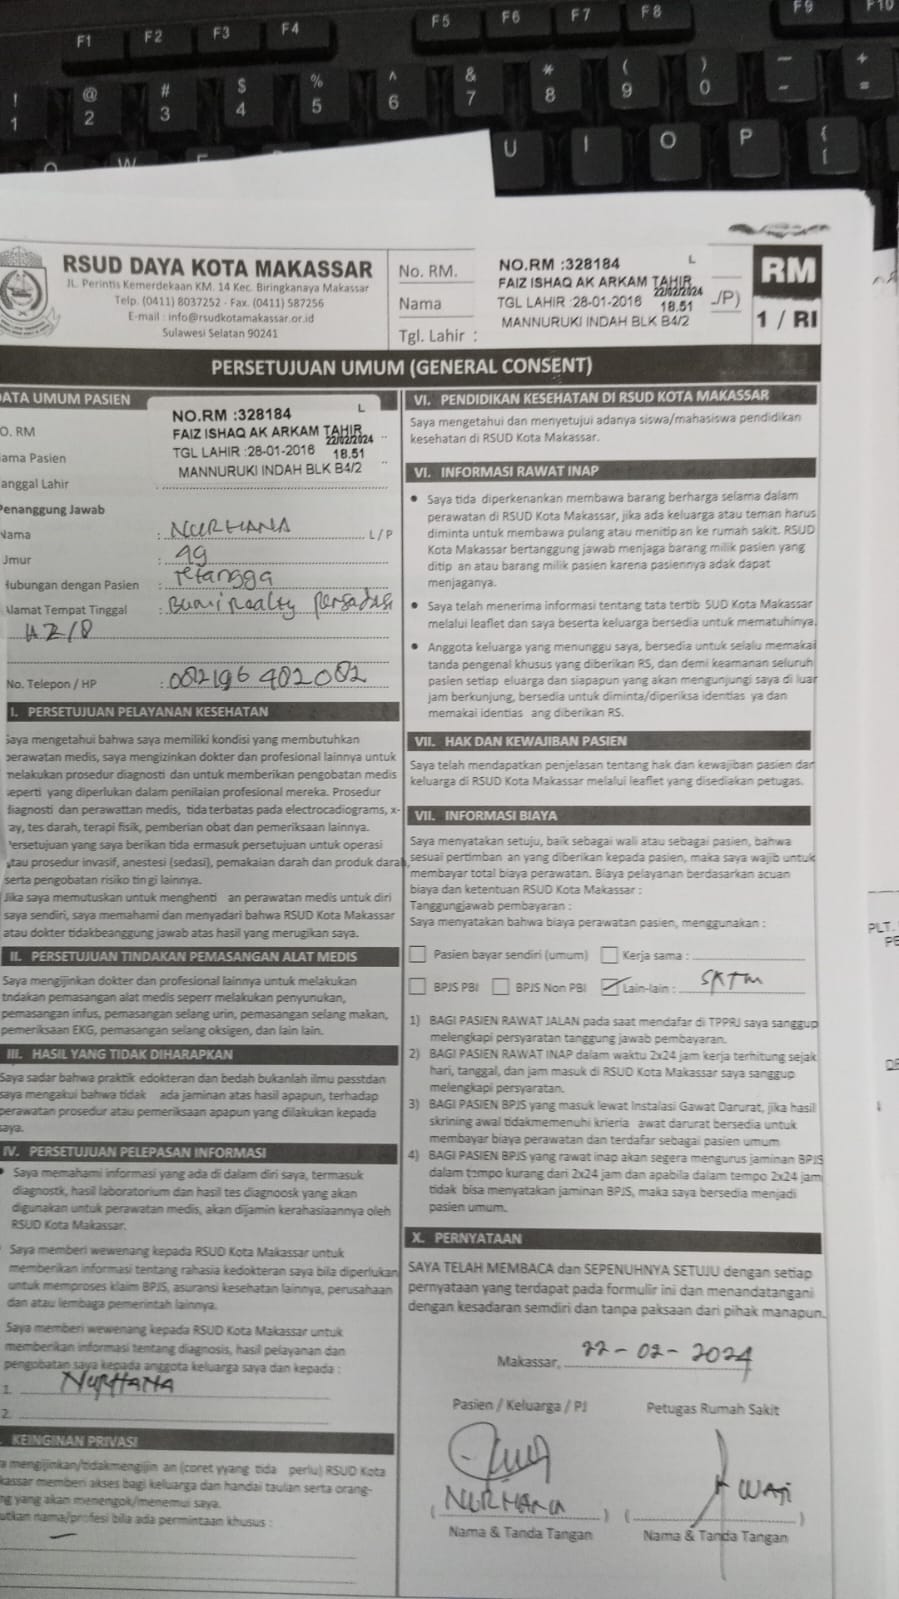 F1 F2 F3 F4 F5 F6 F7 F8 F9 F10
! @ # $ % ^ & * ( ) — +
1 2 3 4 5 6 7 8 9 0 - =
W U I O P { [
RSUD DAYA KOTA MAKASSAR
JL. Perintis Kemerdekaan KM. 14 Kec. Biringkanaya Makassar
Telp. (0411) 8037252 - Fax. (0411) 587256
E-mail : info@rsudkotamakassar.or.id
Sulawesi Selatan 90241
No. RM.
Nama
Tgl. Lahir :
NO.RM :328184 L
FAIZ ISHAQ AK ARKAM TAHIR
22/02/2024
TGL LAHIR :28-01-2016 18.51
MANNURUKI INDAH BLK B4/2
/P)
RM
1 / RI
PERSETUJUAN UMUM (GENERAL CONSENT)
ATA UMUM PASIEN
O. RM
ama Pasien
anggal Lahir
NO.RM :328184 L
FAIZ ISHAQ AK ARKAM TAHIR
22/02/2024
TGL LAHIR :28-01-2016 18.51
MANNURUKI INDAH BLK B4/2
Penanggung Jawab
Nama : NURHANA L / P
Umur : 49
Hubungan dengan Pasien : Tetangga
Alamat Tempat Tinggal : Bumi Realty Persadas
No. Telepon / HP : 082196402082
I. PERSETUJUAN PELAYANAN KESEHATAN
Saya mengetahui bahwa saya memiliki kondisi yang membutuhkan
perawatan medis, saya mengizinkan dokter dan profesional lainnya untuk
melakukan prosedur diagnosti dan untuk memberikan pengobatan medis
seperti yang diperlukan dalam penilaian profesional mereka. Prosedur
diagnosti dan perawattan medis, tida terbatas pada electrocadiograms, x-
ay, tes darah, terapi fisik, pemberian obat dan pemeriksaan lainnya.
Persetujuan yang saya berikan tida ermasuk persetujuan untuk operasi
atau prosedur invasif, anestesi (sedasi), pemakaian darah dan produk darah,
serta pengobatan risiko tin gi lainnya.
Jika saya memutuskan untuk menghenti an perawatan medis untuk diri
saya sendiri, saya memahami dan menyadari bahwa RSUD Kota Makassar
atau dokter tidakbeanggung jawab atas hasil yang merugikan saya.
II. PERSETUJUAN TINDAKAN PEMASANGAN ALAT MEDIS
Saya mengijinkan dokter dan profesional lainnya untuk melakukan
tndakan pemasangan alat medis seperr melakukan penyunukan,
pemasangan infus, pemasangan selang urin, pemasangan selang makan,
pemeriksaan EKG, pemasangan selang oksigen, dan lain lain.
III. HASIL YANG TIDAK DIHARAPKAN
Saya sadar bahwa praktik edokteran dan bedah bukanlah ilmu passtdan
saya mengakui bahwa tidak ada jaminan atas hasil apapun, terhadap
perawatan prosedur atau pemeriksaan apapun yang dilakukan kepada
saya.
IV. PERSETUJUAN PELEPASAN INFORMASI
• Saya memahami informasi yang ada di dalam diri saya, termasuk
diagnostk, hasil laboratorium dan hasil tes diagnoosk yang akan
digunakan untuk perawatan medis, akan dijamin kerahasiaannya oleh
RSUD Kota Makassar.
Saya memberi wewenang kepada RSUD Kota Makassar untuk
memberikan informasi tentang rahasia kedokteran saya bila diperlukan
untuk memproses klaim BPJS, asuransi kesehatan lainnya, perusahaan
dan atau lembaga pemerintah lainnya.
Saya memberi wewenang kepada RSUD Kota Makassar untuk
memberikan informasi tentang diagnosis, hasil pelayanan dan
pengobatan saya kepada anggota keluarga saya dan kepada :
1. NURHANA
2.
KEINGINAN PRIVASI
a mengijinkan/tidakmengijin an (coret yyang tida perlu) RSUD Kota
kassar memberi akses bagi keluarga dan handai taulan serta orang-
ng yang akan menengok/menemui saya.
utkan nama/profesi bila ada permintaan khusus :
VI. PENDIDIKAN KESEHATAN DI RSUD KOTA MAKASSAR
Saya mengetahui dan menyetujui adanya siswa/mahasiswa pendidikan
kesehatan di RSUD Kota Makassar.
VI. INFORMASI RAWAT INAP
• Saya tida diperkenankan membawa barang berharga selama dalam
perawatan di RSUD Kota Makassar, jika ada keluarga atau teman harus
diminta untuk membawa pulang atau menitip an ke rumah sakit. RSUD
Kota Makassar bertanggung jawab menjaga barang milik pasien yang
ditip an atau barang milik pasien karena pasiennya adak dapat
menjaganya.
• Saya telah menerima informasi tentang tata tertib SUD Kota Makassar
melalui leaflet dan saya beserta keluarga bersedia untuk mematuhinya.
• Anggota keluarga yang menunggu saya, bersedia untuk selalu memakai
tanda pengenal khusus yang diberikan RS, dan demi keamanan seluruh
pasien setiap eluarga dan siapapun yang akan mengunjungi saya di luar
jam berkunjung, bersedia untuk diminta/diperiksa identias ya dan
memakai identias ang diberikan RS.
VII. HAK DAN KEWAJIBAN PASIEN
Saya telah mendapatkan penjelasan tentang hak dan kewajiban pasien dar
keluarga di RSUD Kota Makassar melalui leaflet yang disediakan petugas.
VII. INFORMASI BIAYA
Saya menyatakan setuju, baik sebagai wali atau sebagai pasien, bahwa
sesuai pertimban an yang diberikan kepada pasien, maka saya wajib untuk
membayar total biaya perawatan. Biaya pelayanan berdasarkan acuan
biaya dan ketentuan RSUD Kota Makassar :
Tanggungjawab pembayaran :
Saya menyatakan bahwa biaya perawatan pasien, menggunakan :
Pasien bayar sendiri (umum) Kerja sama :
BPJS PBI BPJS Non PBI Lain-lain : SKTM
1) BAGI PASIEN RAWAT JALAN pada saat mendafar di TPPRJ saya sanggup
melengkapi persyaratan tanggung jawab pembayaran.
2) BAGI PASIEN RAWAT INAP dalam waktu 2x24 jam kerja terhitung sejak
hari, tanggal, dan jam masuk di RSUD Kota Makassar saya sanggup
melengkapi persyaratan.
3) BAGI PASIEN BPJS yang masuk lewat Instalasi Gawat Darurat, jika hasil
skrining awal tidakmemenuhi krieria awat darurat bersedia untuk
membayar biaya perawatan dan terdafar sebagai pasien umum
4) BAGI PASIEN BPJS yang rawat inap akan segera mengurus jaminan BPJS
dalam tempo kurang dari 2x24 jam dan apabila dalam tempo 2x24 jam
tidak bisa menyatakan jaminan BPJS, maka saya bersedia menjadi
pasien umum.
X. PERNYATAAN
SAYA TELAH MEMBACA dan SEPENUHNYA SETUJU dengan setiap
pernyataan yang terdapat pada formulir ini dan menandatangani
dengan kesadaran semdiri dan tanpa paksaan dari pihak manapun.
Makassar, 22-02-2024
Pasien / Keluarga / PJ Petugas Rumah Sakit
( NURHANA ) ( WATI )
Nama & Tanda Tangan Nama & Tanda Tangan
PLT.